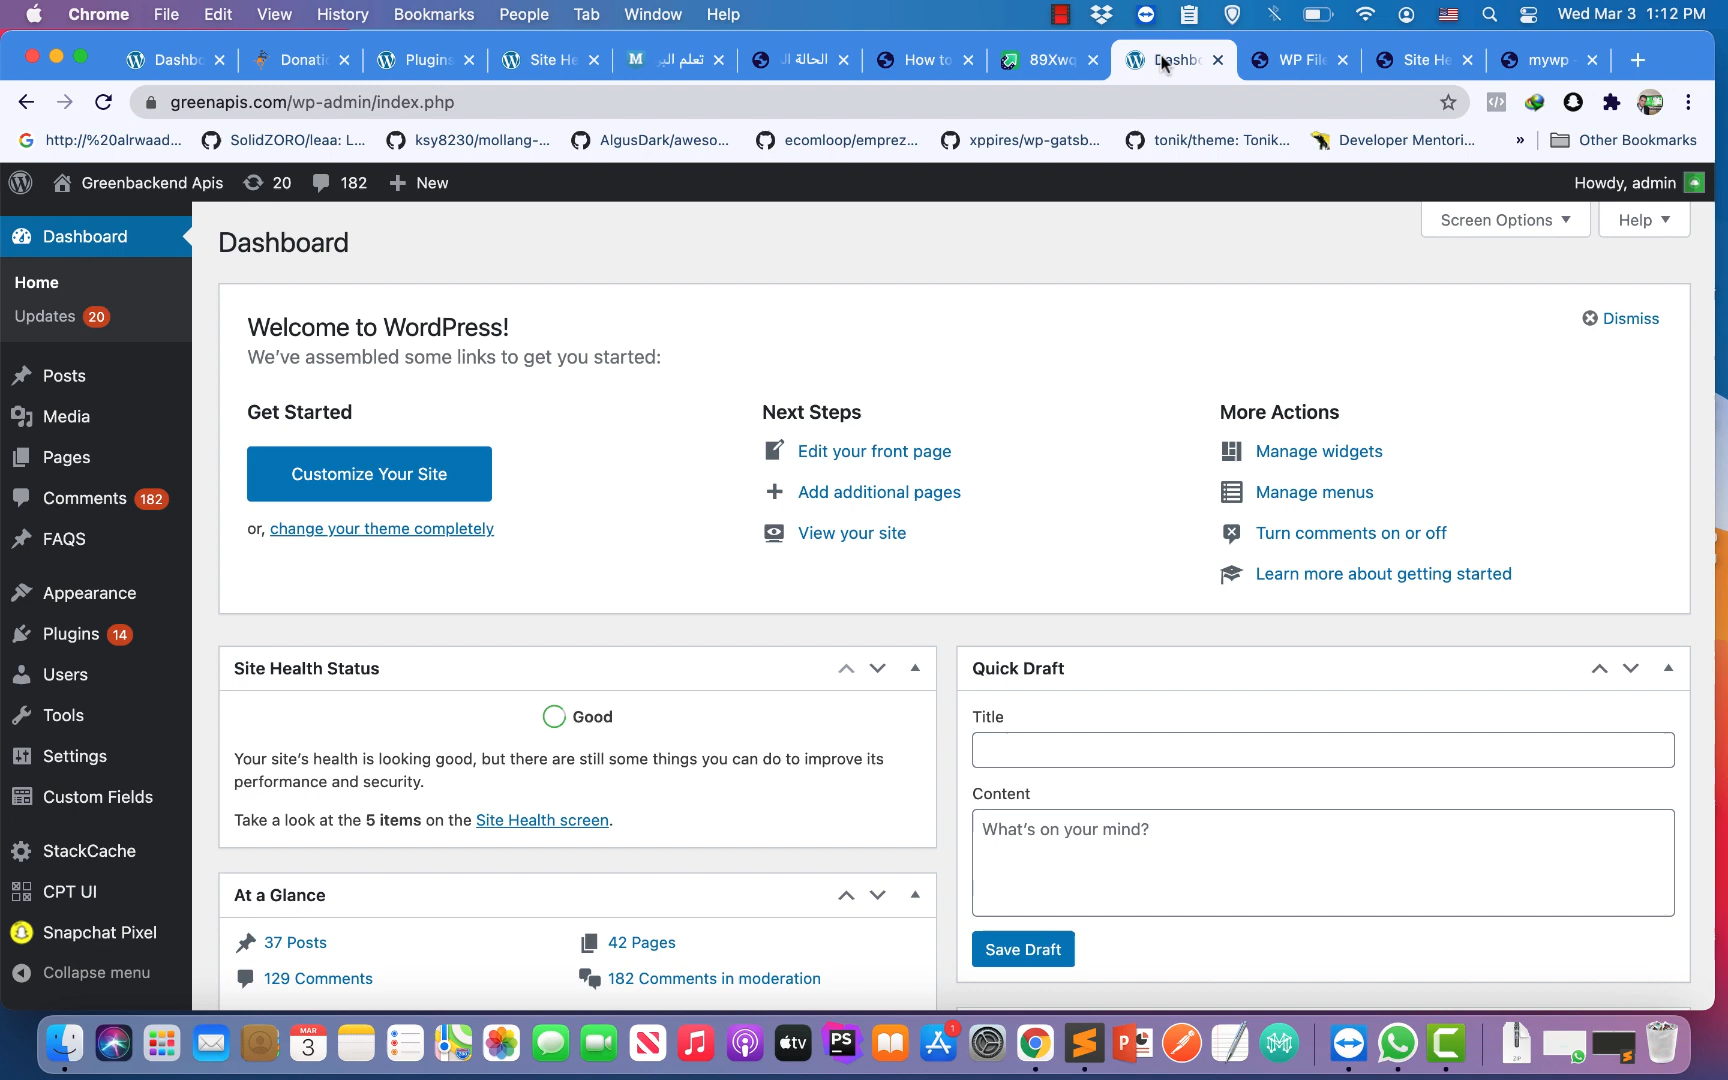 Chrome File Edit View History Bookmarks People Tab Window Help Wed Mar 3 1:12 PM
Dashb Donati Plugins Site He تعلم البر الحالة ال How to 89Xwq Dashb WP File Site He mywp -
greenapis.com/wp-admin/index.php
http://%20alrwaad... SolidZORO/leaa: L... ksy8230/mollang-... AlgusDark/aweso... ecomloop/emprez... xppires/wp-gatsb... tonik/theme: Tonik... Developer Mentori... » Other Bookmarks
Greenbackend Apis 20 182 New Howdy, admin
Screen Options Help
Dashboard
Home
Updates 20
Posts
Media
Pages
Comments 182
FAQS
Appearance
Plugins 14
Users
Tools
Settings
Custom Fields
StackCache
CPT UI
Snapchat Pixel
Collapse menu
Dashboard
Welcome to WordPress!
Dismiss
We've assembled some links to get you started:
Get Started
Customize Your Site
or, change your theme completely
Next Steps
Edit your front page
Add additional pages
View your site
More Actions
Manage widgets
Manage menus
Turn comments on or off
Learn more about getting started
Site Health Status
Good
Your site's health is looking good, but there are still some things you can do to improve its
performance and security.
Take a look at the 5 items on the Site Health screen.
At a Glance
37 Posts 42 Pages
129 Comments 182 Comments in moderation
Quick Draft
Title
Content
What's on your mind?
Save Draft
MAR
3
PS
tv
1
ZIP